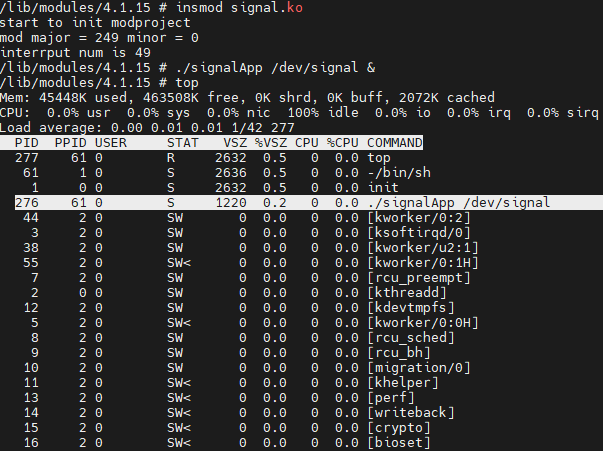 /lib/modules/4.1.15 # insmod signal.ko
start to init modproject
mod major = 249 minor = 0
interrput num is 49
/lib/modules/4.1.15 # ./signalApp /dev/signal &
/lib/modules/4.1.15 # top
Mem: 45448K used, 463508K free, 0K shrd, 0K buff, 2072K cached
CPU:  0.0% usr  0.0% sys  0.0% nic  100% idle  0.0% io  0.0% irq  0.0% sirq
Load average: 0.00 0.01 0.01 1/42 277
  PID  PPID USER     STAT   VSZ %VSZ CPU %CPU COMMAND
  277    61 0        R     2632  0.5   0  0.0 top
   61     1 0        S     2636  0.5   0  0.0 -/bin/sh
    1     0 0        S     2632  0.5   0  0.0 init
  276    61 0        S     1220  0.2   0  0.0 ./signalApp /dev/signal
   44     2 0        SW       0  0.0   0  0.0 [kworker/0:2]
    3     2 0        SW       0  0.0   0  0.0 [ksoftirqd/0]
   38     2 0        SW       0  0.0   0  0.0 [kworker/u2:1]
   55     2 0        SW<      0  0.0   0  0.0 [kworker/0:1H]
    7     2 0        SW       0  0.0   0  0.0 [rcu_preempt]
    2     0 0        SW       0  0.0   0  0.0 [kthreadd]
   12     2 0        SW       0  0.0   0  0.0 [kdevtmpfs]
    5     2 0        SW<      0  0.0   0  0.0 [kworker/0:0H]
    8     2 0        SW       0  0.0   0  0.0 [rcu_sched]
    9     2 0        SW       0  0.0   0  0.0 [rcu_bh]
   10     2 0        SW       0  0.0   0  0.0 [migration/0]
   11     2 0        SW<      0  0.0   0  0.0 [khelper]
   13     2 0        SW<      0  0.0   0  0.0 [perf]
   14     2 0        SW<      0  0.0   0  0.0 [writeback]
   15     2 0        SW<      0  0.0   0  0.0 [crypto]
   16     2 0        SW<      0  0.0   0  0.0 [bioset]